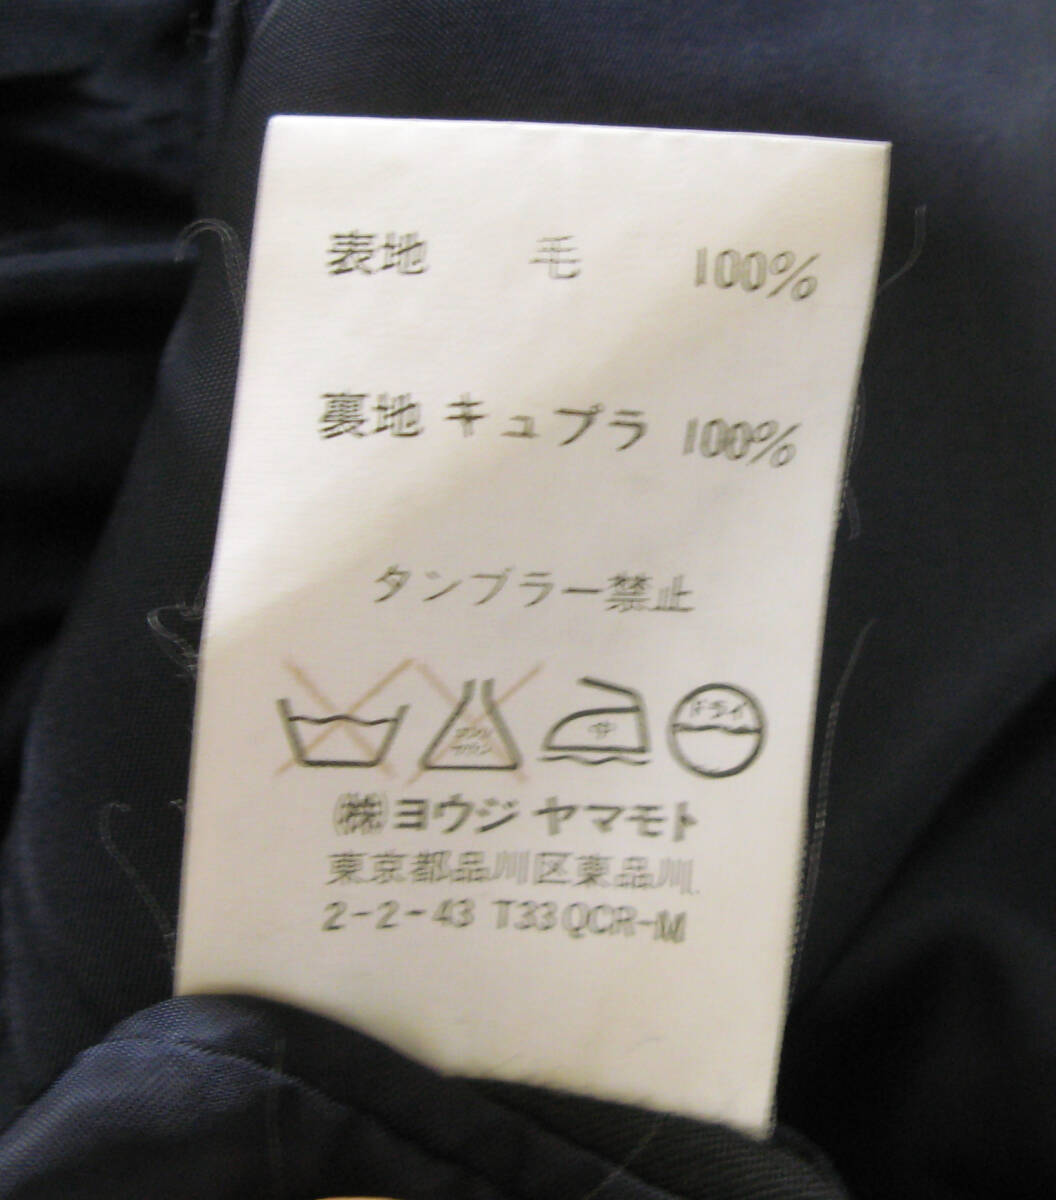 表地 毛 100%
裏地 キュプラ 100%
タンブラー禁止
中 ドライ
㈱ヨウジ ヤマモト
東京都品川区東品川
2-2-43 T33QCR-M